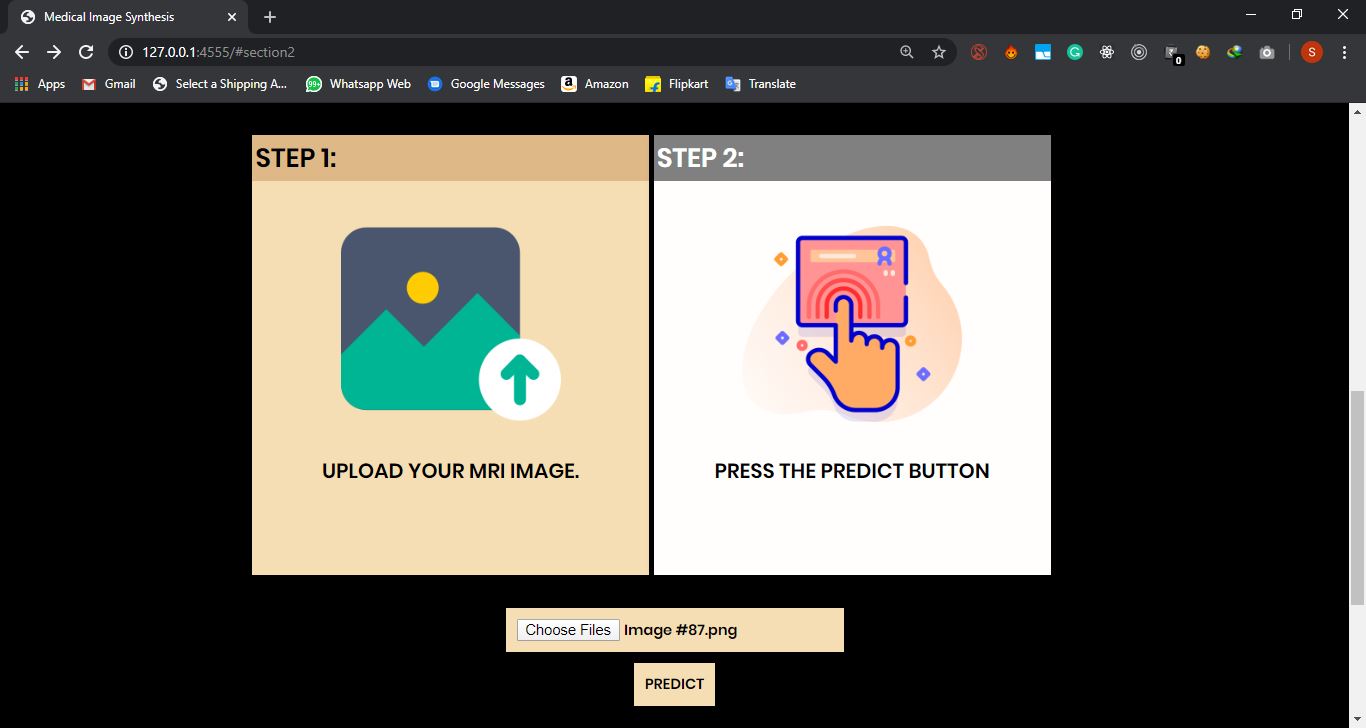 Medical Image Synthesis
127.0.0.1:4555/#section2
S
Apps
Gmail
Select a Shipping A...
99+
Whatsapp Web
Google Messages
a
Amazon
Flipkart
Translate
0
STEP 1:
STEP 2:
UPLOAD YOUR MRI IMAGE.
PRESS THE PREDICT BUTTON
Choose Files Image #87.png
PREDICT